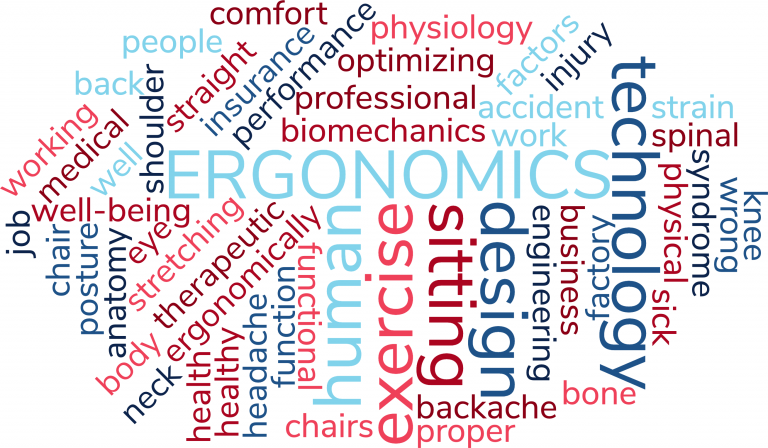 comfort
people
physiology
factors
straight
insurance
performance
optimizing
injury
back
shoulder
professional
accident
strain
technology
working
medical
well
biomechanics
work
spinal
ERGONOMICS
syndrome
physical
wrong
knee
job
well-being
eyes
stretching
therapeutic
ergonomically
chair
posture
anatomy
functional
human
exercise
sitting
design
engineering
business
factory
sick
body
neck
health
healthy
headache
function
chairs
backache
proper
bone